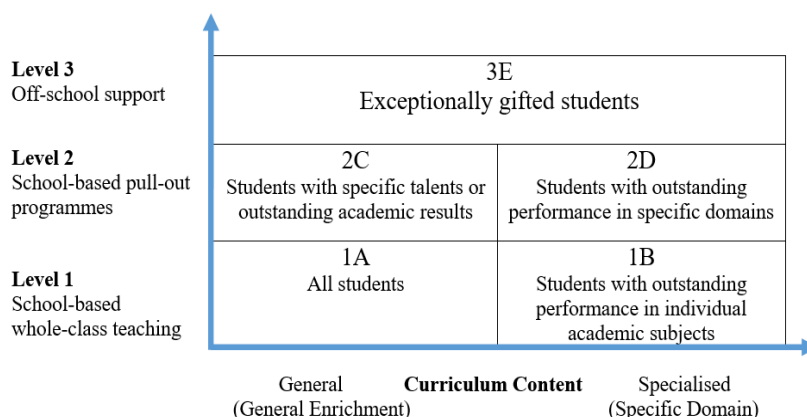 Level 3
Off-school support
3E
Exceptionally gifted students
Level 2
School-based pull-out
programmes
2C
Students with specific talents or
outstanding academic results
2D
Students with outstanding
performance in specific domains
Level 1
School-based
whole-class teaching
1A
All students
1B
Students with outstanding
performance in individual
academic subjects
General
(General Enrichment)
Curriculum Content
Specialised
(Specific Domain)